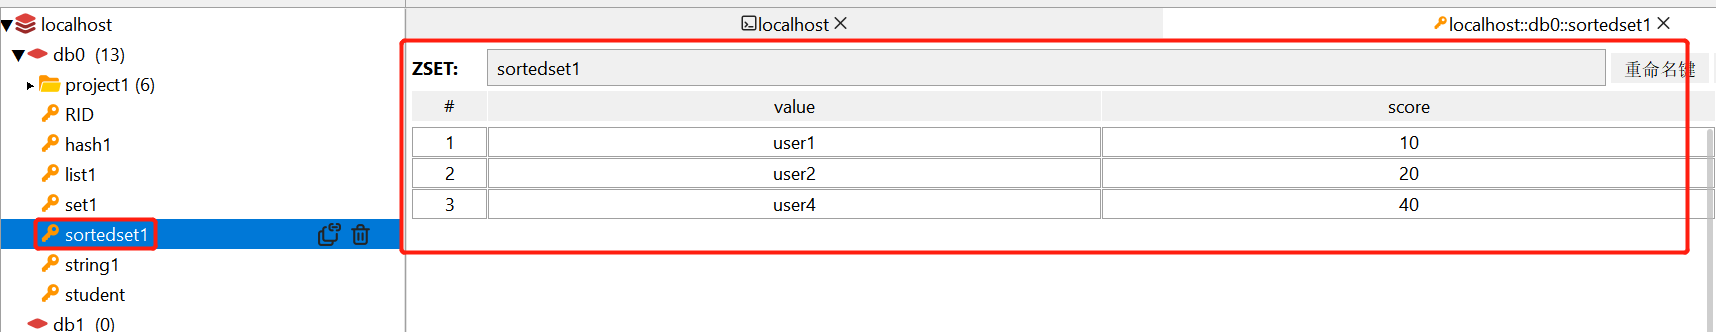 localhost
db0 (13)
project1 (6)
RID
hash1
list1
set1
sortedset1
string1
student
db1 (0)
localhost
localhost::db0::sortedset1
ZSET: sortedset1 重命名键
# value score
1 user1 10
2 user2 20
3 user4 40